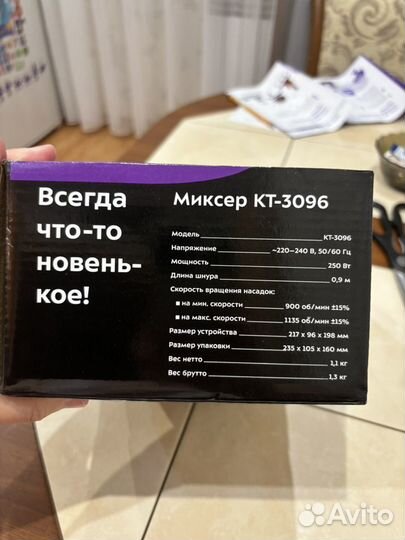 Всегда
что-то
новень-
кое!
Миксер КТ-3096
Модель КТ-3096
Напряжение ~220–240 В, 50/60 Гц
Мощность 250 Вт
Длина шнура 0,9 м
Скорость вращения насадок:
■ на мин. скорости 900 об/мин ±15%
■ на макс. скорости 1135 об/мин ±15%
Размер устройства 217 x 96 x 198 мм
Размер упаковки 235 x 105 x 160 мм
Вес нетто 1,1 кг
Вес брутто 1,3 кг
Avito